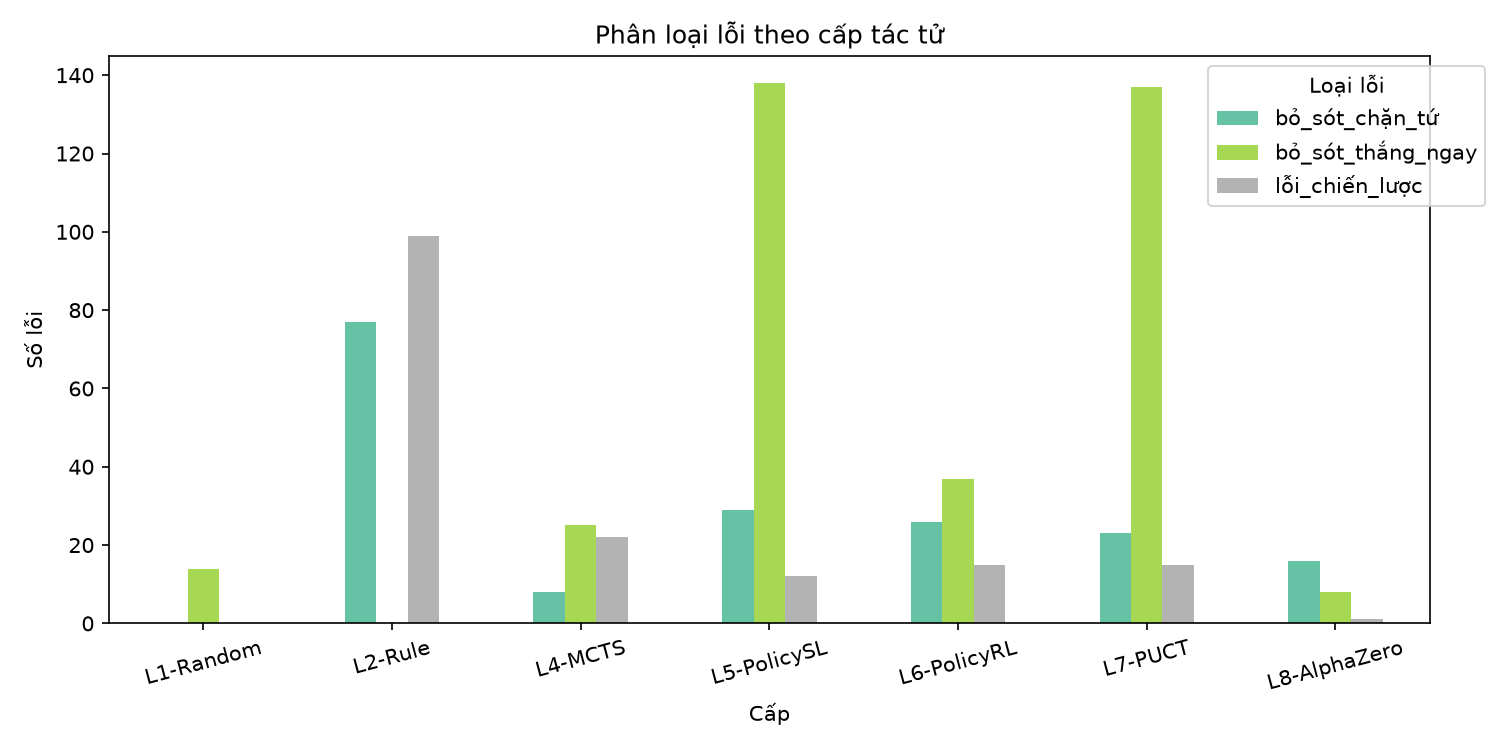 Phân loại lỗi theo cấp tác tử
Loại lỗi
bỏ_sót_chặn_tứ
bỏ_sót_thắng_ngay
lỗi_chiến_lược
Số lỗi
140
120
100
80
60
40
20
0
L1-Random
L2-Rule
L4-MCTS
L5-PolicySL
L6-PolicyRL
L7-PUCT
L8-AlphaZero
Cấp